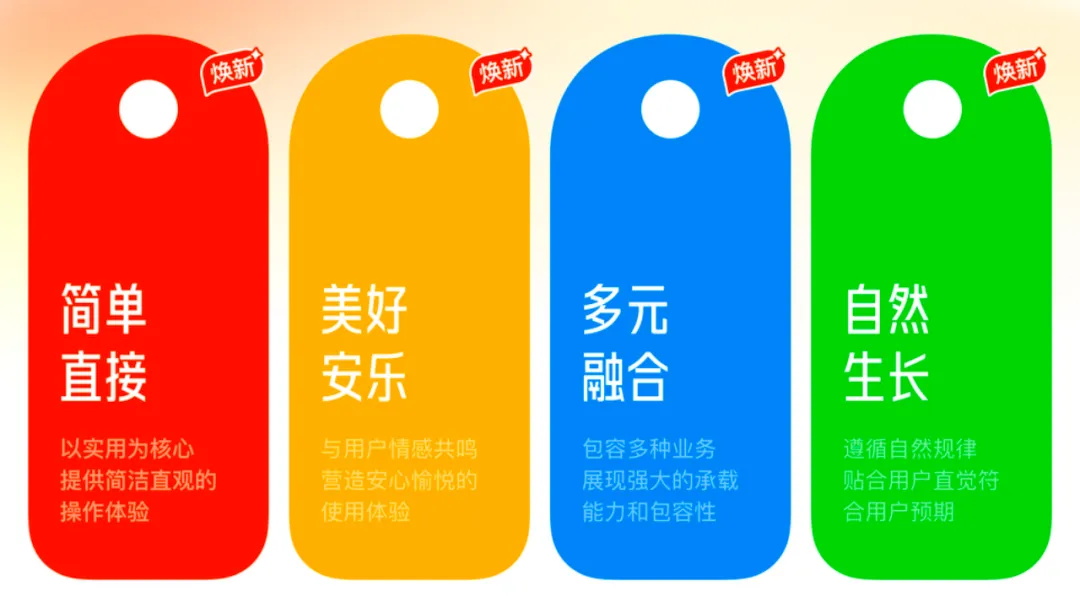 焕新
简单
直接
以实用为核心
提供简洁直观的
操作体验
焕新
美好
安乐
与用户情感共鸣
营造安心愉悦的
使用体验
焕新
多元
融合
包容多种业务
展现强大的承载
能力和包容性
焕新
自然
生长
遵循自然规律
贴合用户直觉符
合用户预期